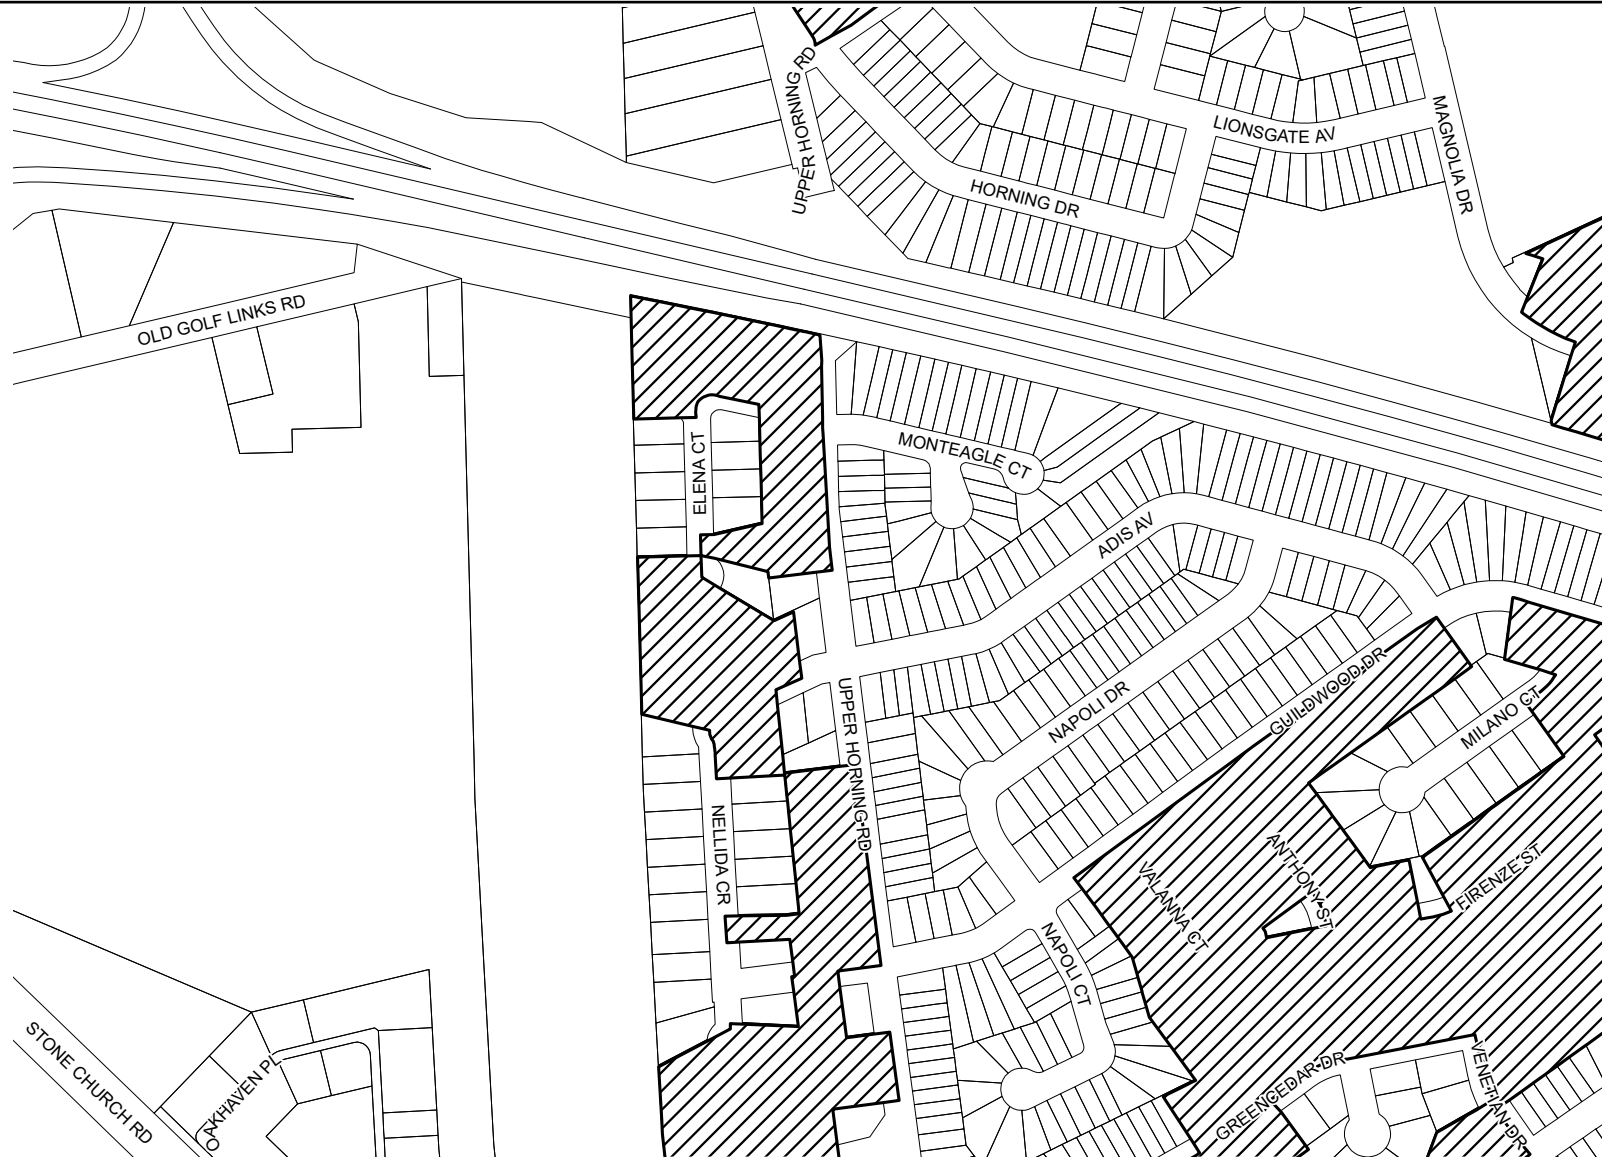 UPPER HORNING RD
LIONSGATE AV
MAGNOLIA DR
HORNING DR
OLD GOLF LINKS RD
MONTEAGLE CT
ELENA CT
ADIS AV
UPPER HORNING RD
NAPOLI DR
GUILDWOOD DR
MILANO CT
NELLIDA CR
ANTHONY ST
VALANNA CT
FIRENZE ST
NAPOLI CT
STONE CHURCH RD
OAKHAVEN PL
GREENCEDAR DR
VENETIAN DR